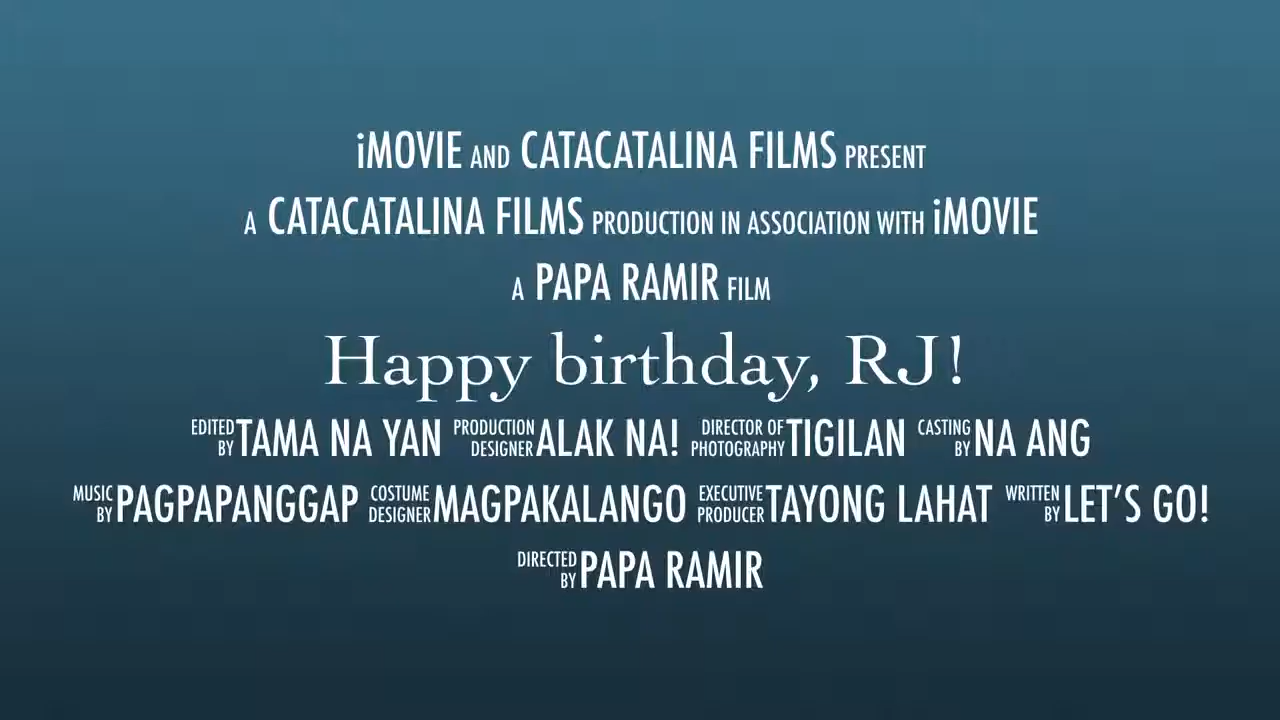 iMOVIE AND CATACATALINA FILMS PRESENT
A CATACATALINA FILMS PRODUCTION IN ASSOCIATION WITH iMOVIE
A PAPA RAMIR FILM
Happy birthday, RJ!
EDITED BY TAMA NA YAN PRODUCTION DESIGNER ALAK NA! DIRECTOR OF PHOTOGRAPHY TIGILAN CASTING BY NA ANG
MUSIC BY PAGPAPANGGAP COSTUME DESIGNER MAGPAKALANGO EXECUTIVE PRODUCER TAYONG LAHAT WRITTEN BY LET'S GO!
DIRECTED BY PAPA RAMIR